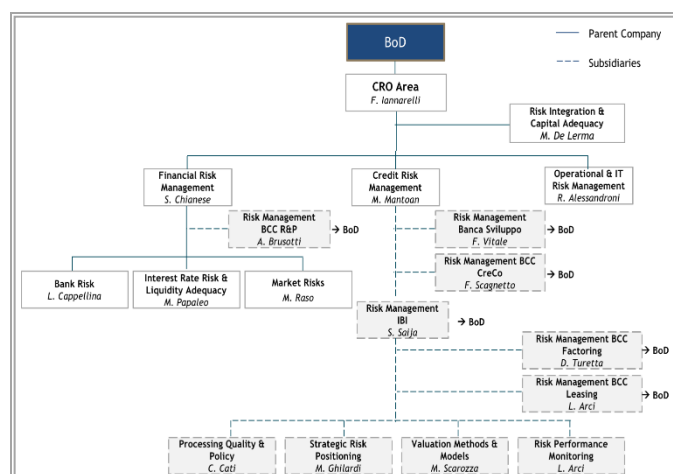 BoD
Parent Company
Subsidiaries
CRO Area
F. Iannarelli
Risk Integration &
Capital Adequacy
M. De Lerma
Financial Risk
Management
S. Chianese
Credit Risk
Management
M. Mantoan
Operational & IT
Risk Management
R. Alessandroni
Risk Management
BCC R&P
A. Brusotti
→ BoD
Risk Management
Banca Sviluppo
F. Vitale
→ BoD
Risk Management BCC
CreCo
F. Scagnetto
→ BoD
Bank Risk
L. Cappellina
Interest Rate Risk &
Liquidity Adequacy
M. Papaleo
Market Risks
M. Raso
Risk Management
IBI
S. Saija
→ BoD
Risk Management BCC
Factoring
D. Turetta
→ BoD
Risk Management BCC
Leasing
L. Arci
→ BoD
Processing Quality &
Policy
C. Cati
Strategic Risk
Positioning
M. Ghilardi
Valuation Methods &
Models
M. Scarozza
Risk Performance
Monitoring
L. Arci